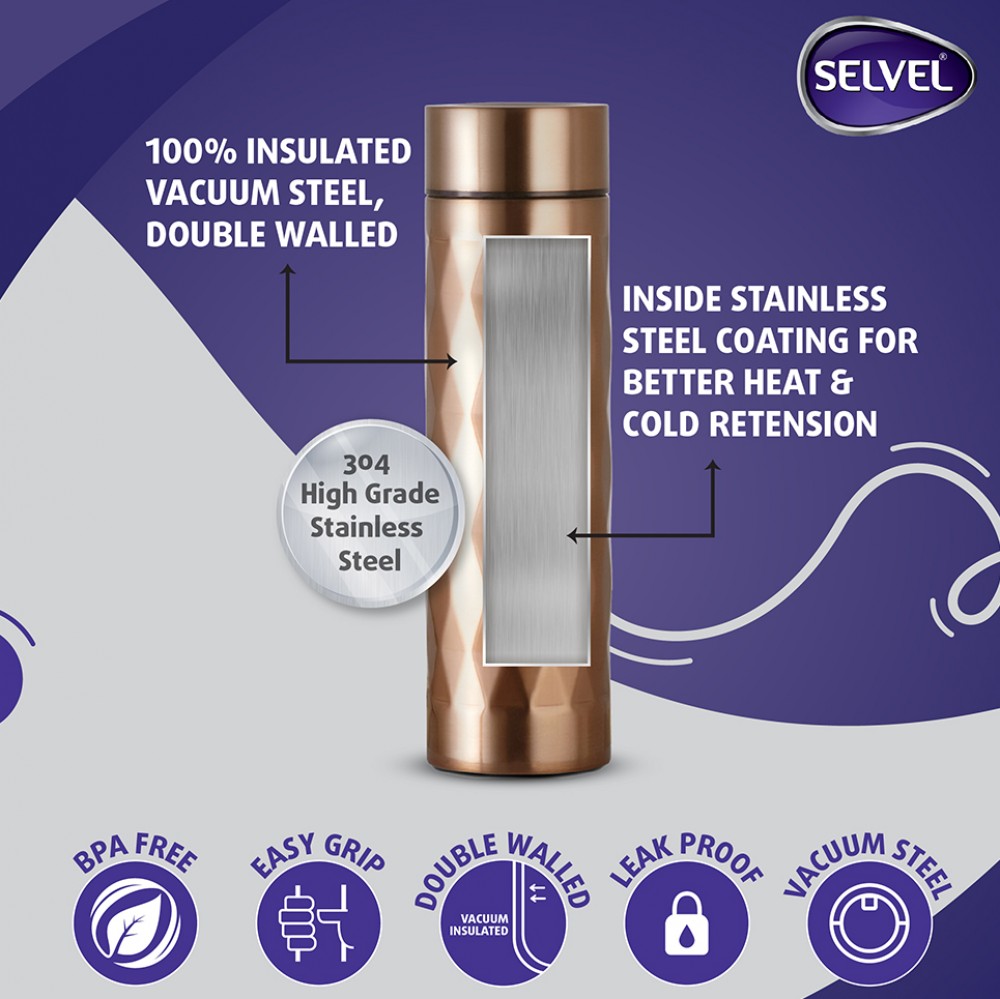 SELVEL®
100% INSULATED
VACUUM STEEL,
DOUBLE WALLED
INSIDE STAINLESS
STEEL COATING FOR
BETTER HEAT &
COLD RETENSION
304
High Grade
Stainless
Steel
BPA FREE
EASY GRIP
DOUBLE WALLED
VACUUM
INSULATED
LEAK PROOF
VACUUM STEEL